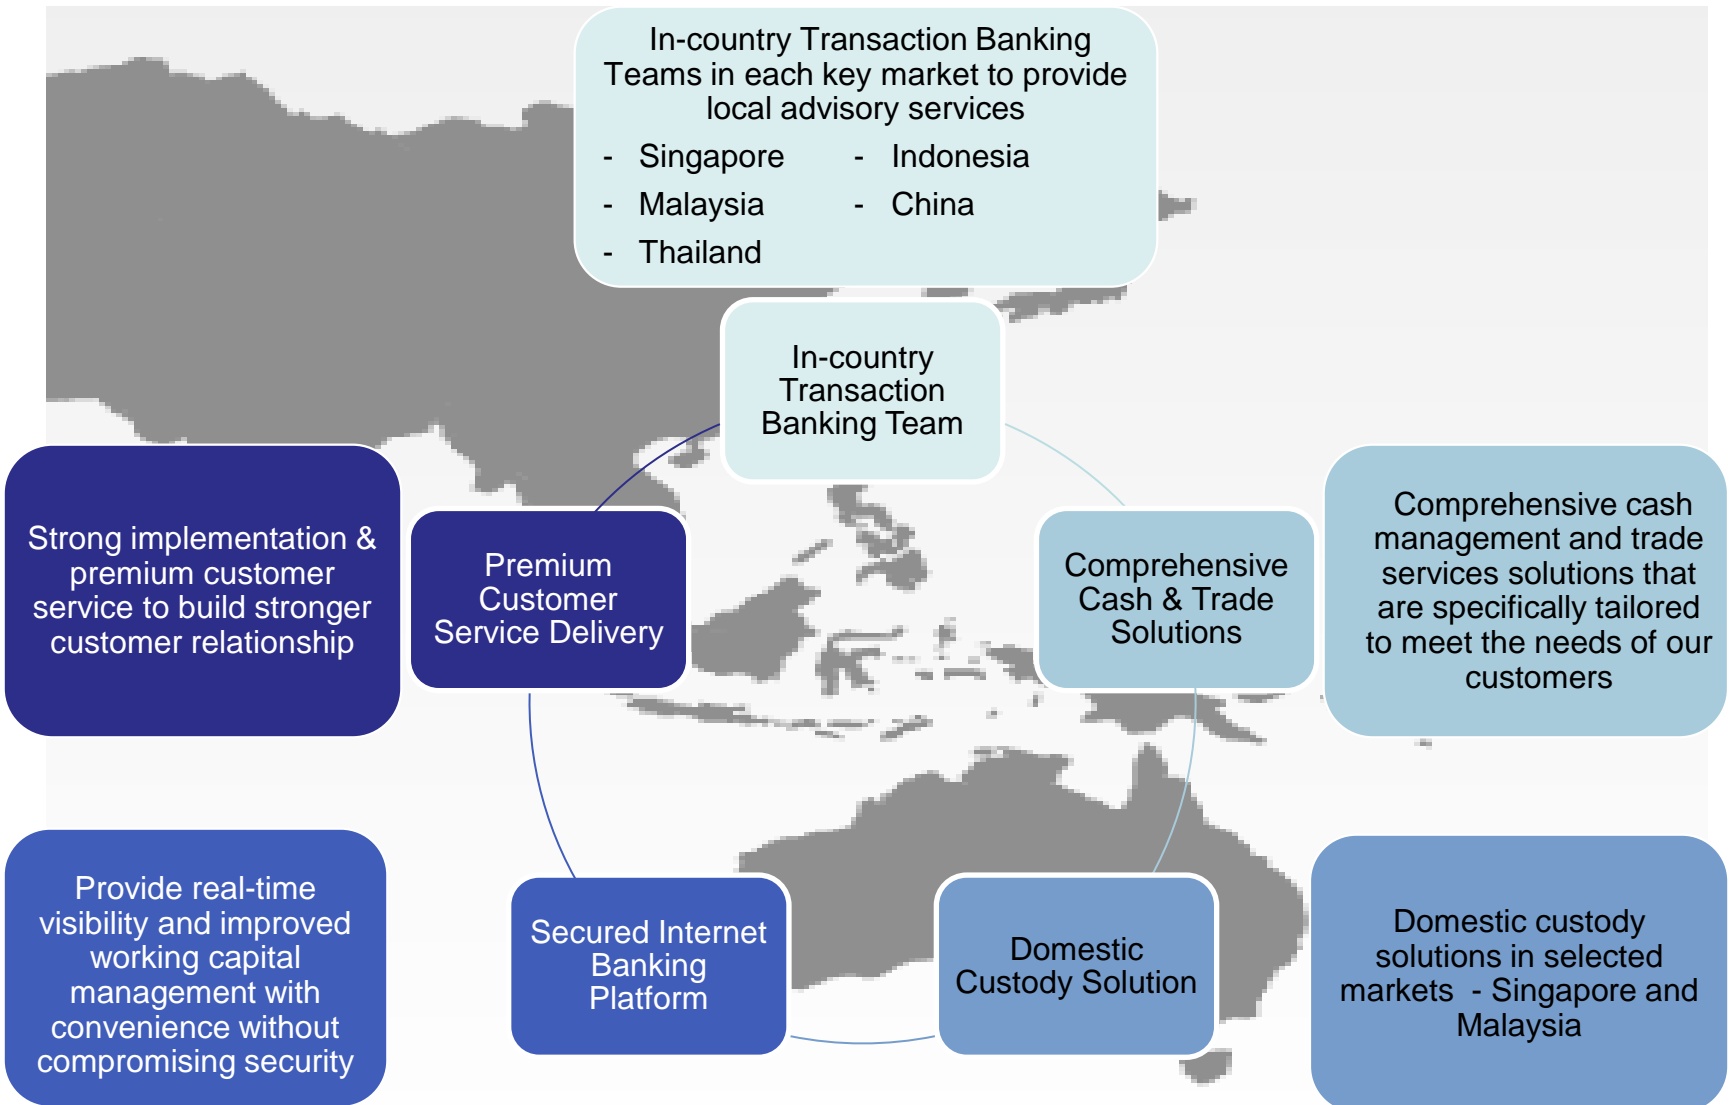 In-country Transaction Banking
Teams in each key market to provide
local advisory services
- Singapore - Indonesia
- Malaysia - China
- Thailand
In-country
Transaction
Banking Team
Strong implementation &
premium customer
service to build stronger
customer relationship
Premium
Customer
Service Delivery
Comprehensive
Cash & Trade
Solutions
Comprehensive cash
management and trade
services solutions that
are specifically tailored
to meet the needs of our
customers
Provide real-time
visibility and improved
working capital
management with
convenience without
compromising security
Secured Internet
Banking
Platform
Domestic
Custody Solution
Domestic custody
solutions in selected
markets - Singapore and
Malaysia